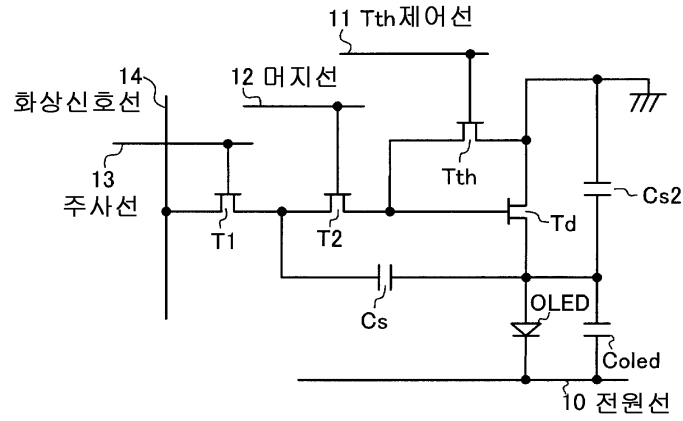 11 Tth제어선
14
12 머지선
화상신호선
Tth
13
주사선
Cs2
T1
T2
Td
OLED
Cs
Coled
10 전원선